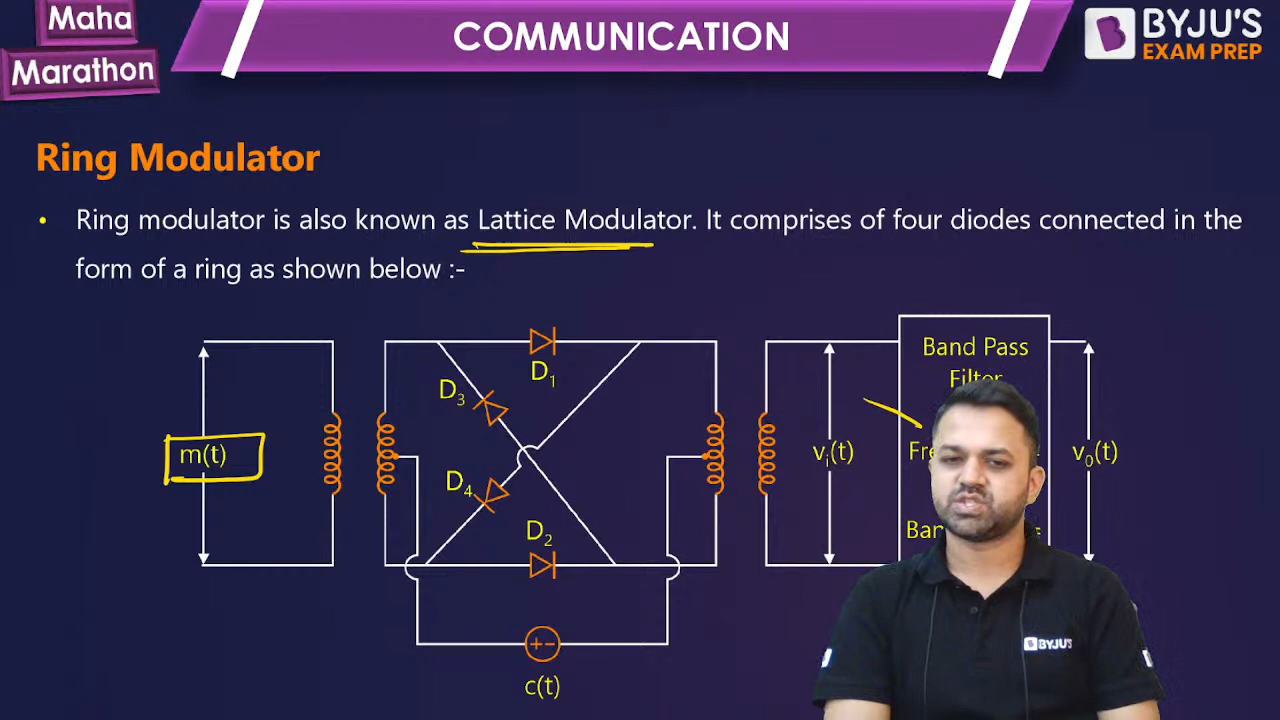 Maha
Marathon
COMMUNICATION
BYJU'S
EXAM PREP
Ring Modulator
• Ring modulator is also known as Lattice Modulator. It comprises of four diodes connected in the
form of a ring as shown below :-
Band Pass
Filter
D₁
D₃
m(t)
vᵢ(t)
v₀(t)
D₄
D₂
+-
c(t)
BYJU'S